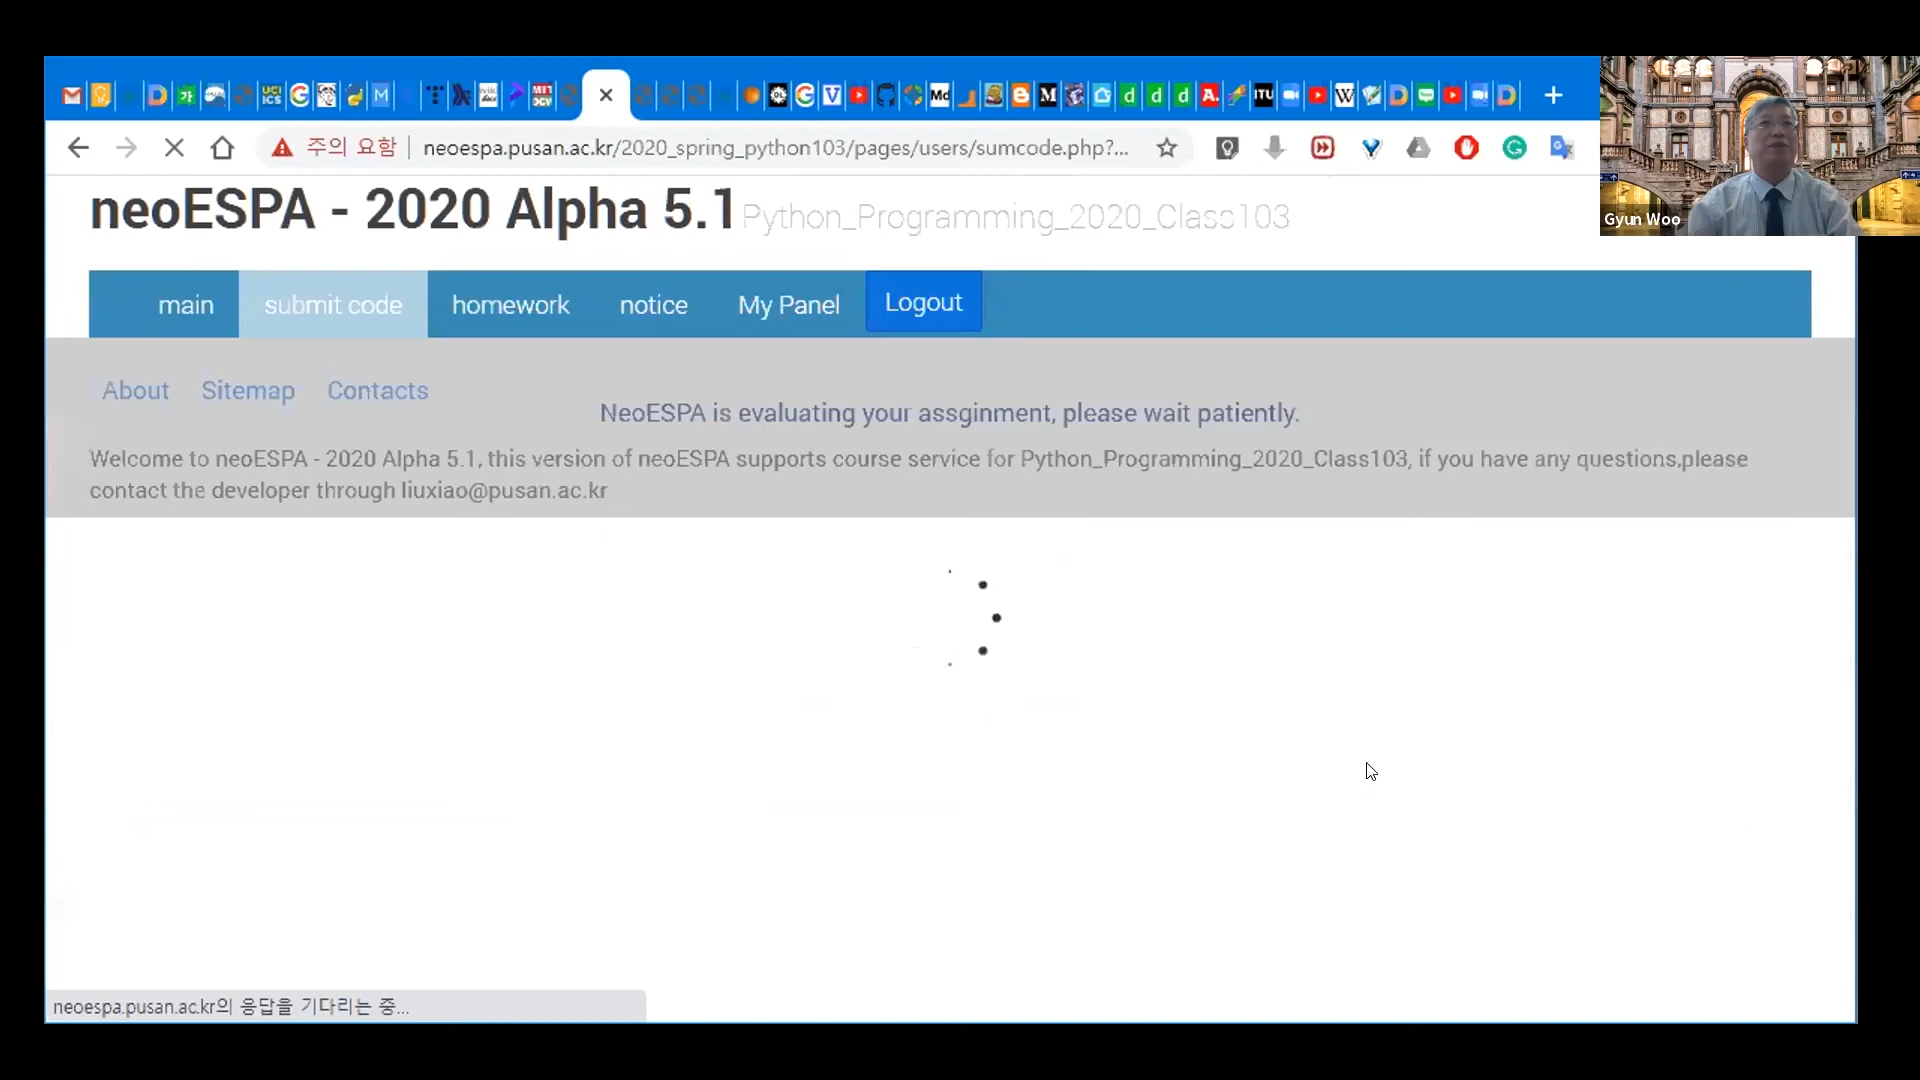 주의 요함
neoespa.pusan.ac.kr/2020_spring_python103/pages/users/sumcode.php?...
neoESPA - 2020 Alpha 5.1 Python_Programming_2020_Class103
Gyun Woo
main submit code homework notice My Panel Logout
About Sitemap Contacts
NeoESPA is evaluating your assginment, please wait patiently.
Welcome to neoESPA - 2020 Alpha 5.1, this version of neoESPA supports course service for Python_Programming_2020_Class103, if you have any questions,please
contact the developer through liuxiao@pusan.ac.kr
neoespa.pusan.ac.kr의 응답을 기다리는 중...